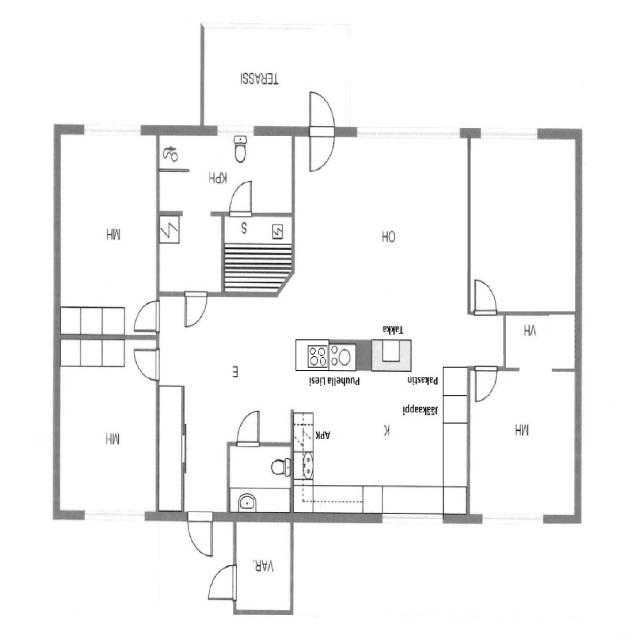 VAR.
MH
K
APK
MH
Jääkaappi
Pakastin
Puuhella Liesi
E
VH
Takka
OH
S
MH
KPH
TERASSI